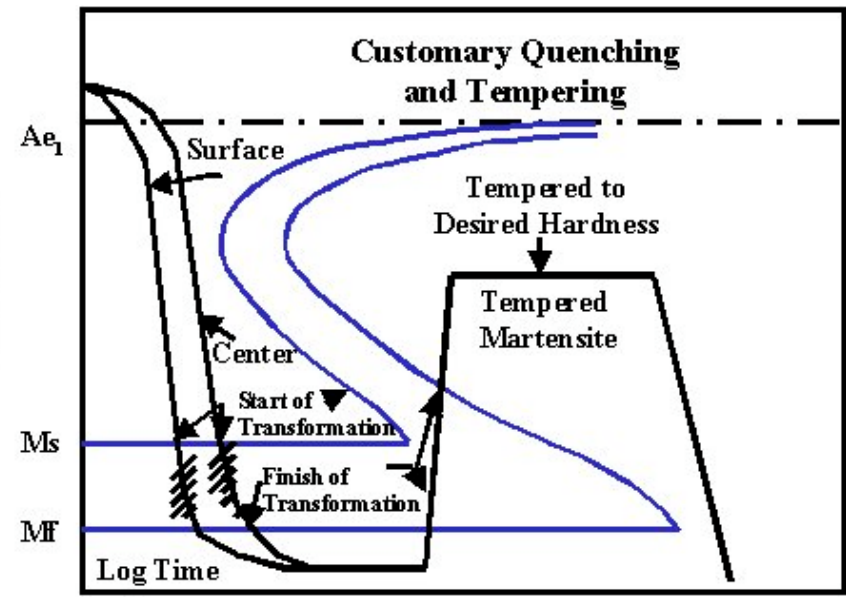 Customary Quenching
and Tempering
Ae1
Surface
Tempered to
Desired Hardness
Tempered
Martensite
Center
Start of
Transformation
Ms
Finish of
Transformation
Mf
Log Time